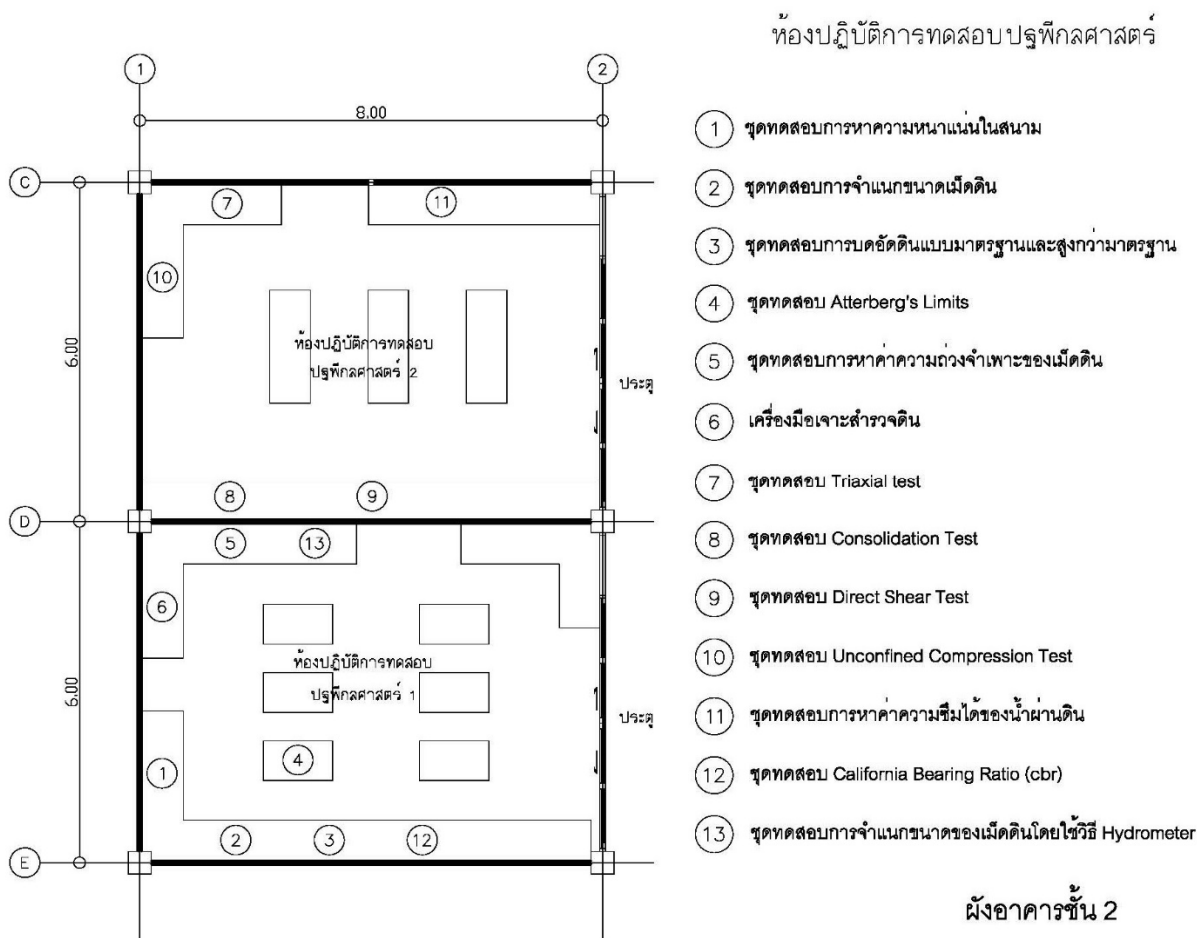 ห้องปฏิบัติการทดสอบปฐพีกลศาสตร์
1 2
8.00
C
7 11
10
6.00
ห้องปฏิบัติการทดสอบ
ปฐพีกลศาสตร์ 2
ประตู
8 9
D
5 13
6
6.00
ห้องปฏิบัติการทดสอบ
ปฐพีกลศาสตร์ 1
ประตู
4
1
2 3 12
E
1 ชุดทดสอบการหาความหนาแน่นในสนาม
2 ชุดทดสอบการจำแนกขนาดเม็ดดิน
3 ชุดทดสอบการบดอัดดินแบบมาตรฐานและสูงกว่ามาตรฐาน
4 ชุดทดสอบ Atterberg's Limits
5 ชุดทดสอบการหาค่าความถ่วงจำเพาะของเม็ดดิน
6 เครื่องมือเจาะสำรวจดิน
7 ชุดทดสอบ Triaxial test
8 ชุดทดสอบ Consolidation Test
9 ชุดทดสอบ Direct Shear Test
10 ชุดทดสอบ Unconfined Compression Test
11 ชุดทดสอบการหาค่าความซึมได้ของน้ำผ่านดิน
12 ชุดทดสอบ California Bearing Ratio (cbr)
13 ชุดทดสอบการจำแนกขนาดของเม็ดดินโดยใช้วิธี Hydrometer
ผังอาคารชั้น 2